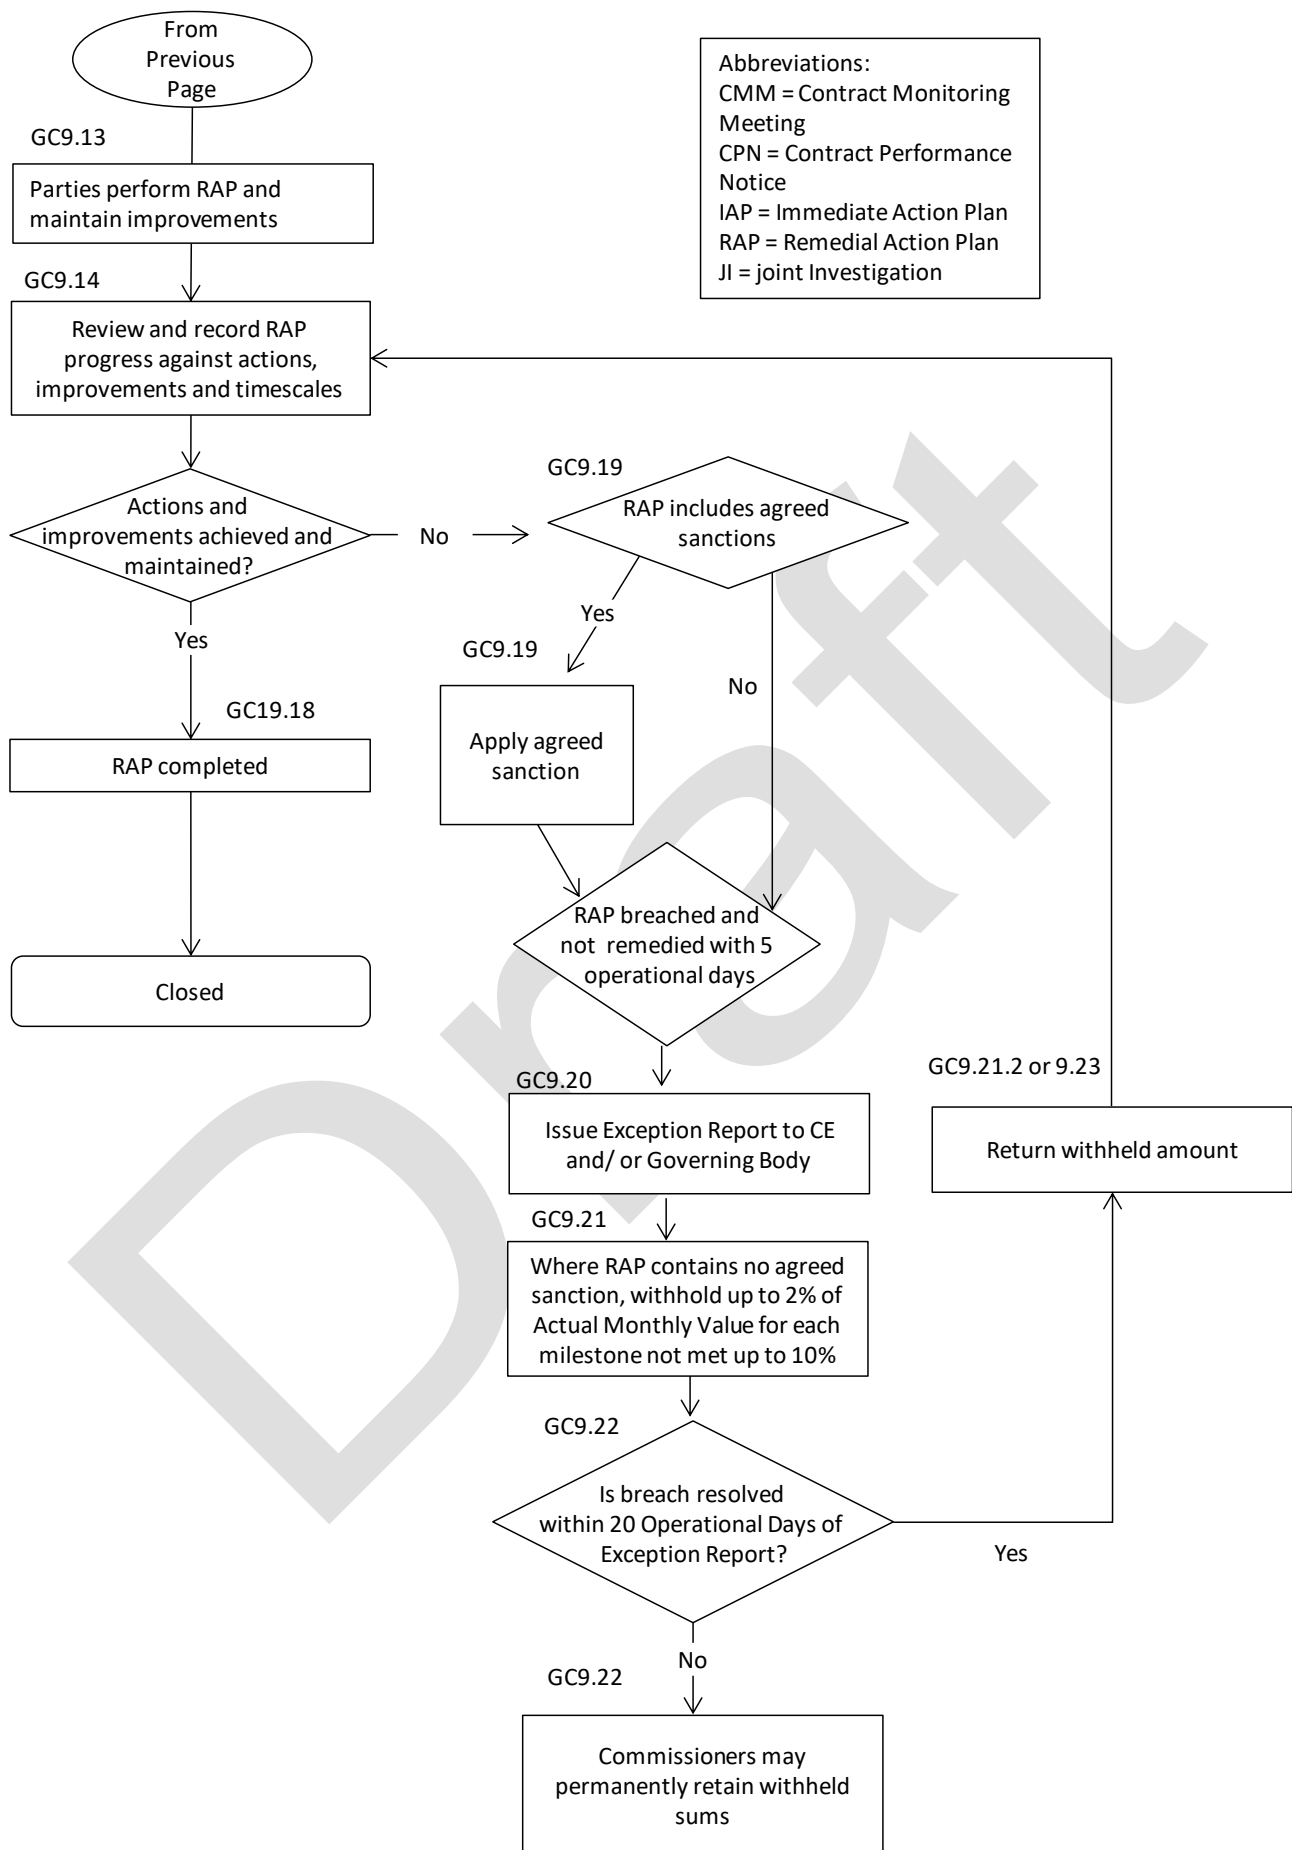 From
Previous
Page
Abbreviations:
CMM = Contract Monitoring
Meeting
CPN = Contract Performance
Notice
IAP = Immediate Action Plan
RAP = Remedial Action Plan
JI = joint Investigation
GC9.13
Parties perform RAP and
maintain improvements
GC9.14
Review and record RAP
progress against actions,
improvements and timescales
Actions and
improvements achieved and
maintained?
No
GC9.19
RAP includes agreed
sanctions
Yes
GC19.18
RAP completed
Closed
Yes
GC9.19
No
Apply agreed
sanction
RAP breached and
not remedied with 5
operational days
GC9.20
Issue Exception Report to CE
and/ or Governing Body
GC9.21.2 or 9.23
Return withheld amount
GC9.21
Where RAP contains no agreed
sanction, withhold up to 2% of
Actual Monthly Value for each
milestone not met up to 10%
GC9.22
Is breach resolved
within 20 Operational Days of
Exception Report?
Yes
No
GC9.22
Commissioners may
permanently retain withheld
sums
Draft